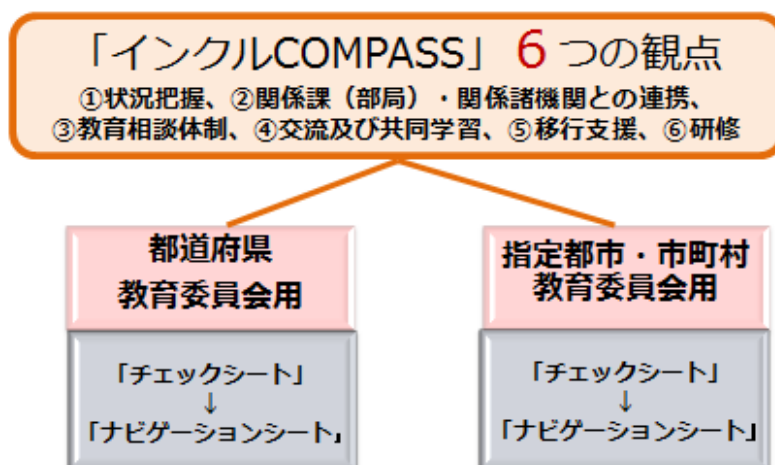 「インクルCOMPASS」 6つの観点
①状況把握、②関係課（部局）・関係諸機関との連携、
③教育相談体制、④交流及び共同学習、⑤移行支援、⑥研修
都道府県
教育委員会用
「チェックシート」
↓
「ナビゲーションシート」
指定都市・市町村
教育委員会用
「チェックシート」
↓
「ナビゲーションシート」